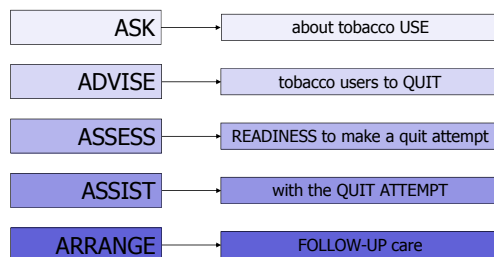 ASK about tobacco USE
ADVISE tobacco users to QUIT
ASSESS READINESS to make a quit attempt
ASSIST with the QUIT ATTEMPT
ARRANGE FOLLOW-UP care